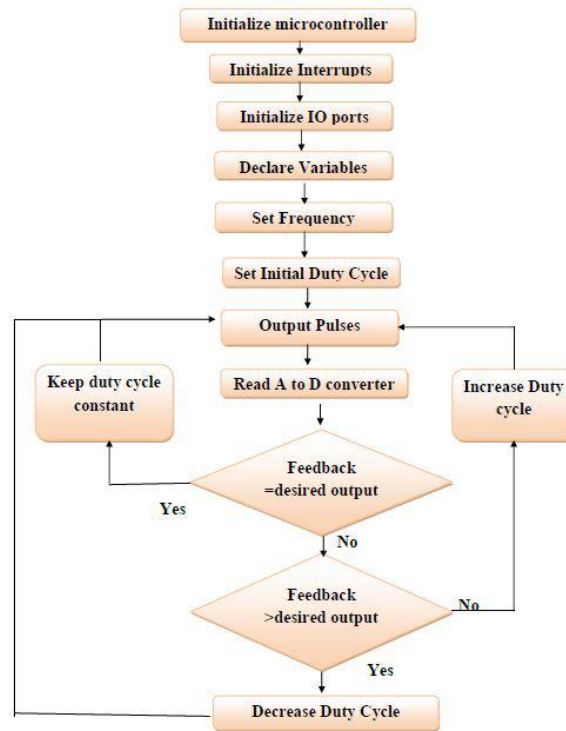 Initialize microcontroller
Initialize Interrupts
Initialize IO ports
Declare Variables
Set Frequency
Set Initial Duty Cycle
Output Pulses
Keep duty cycle
constant
Read A to D converter
Increase Duty
cycle
Feedback
=desired output
Yes
No
Feedback
>desired output
No
Yes
Decrease Duty Cycle